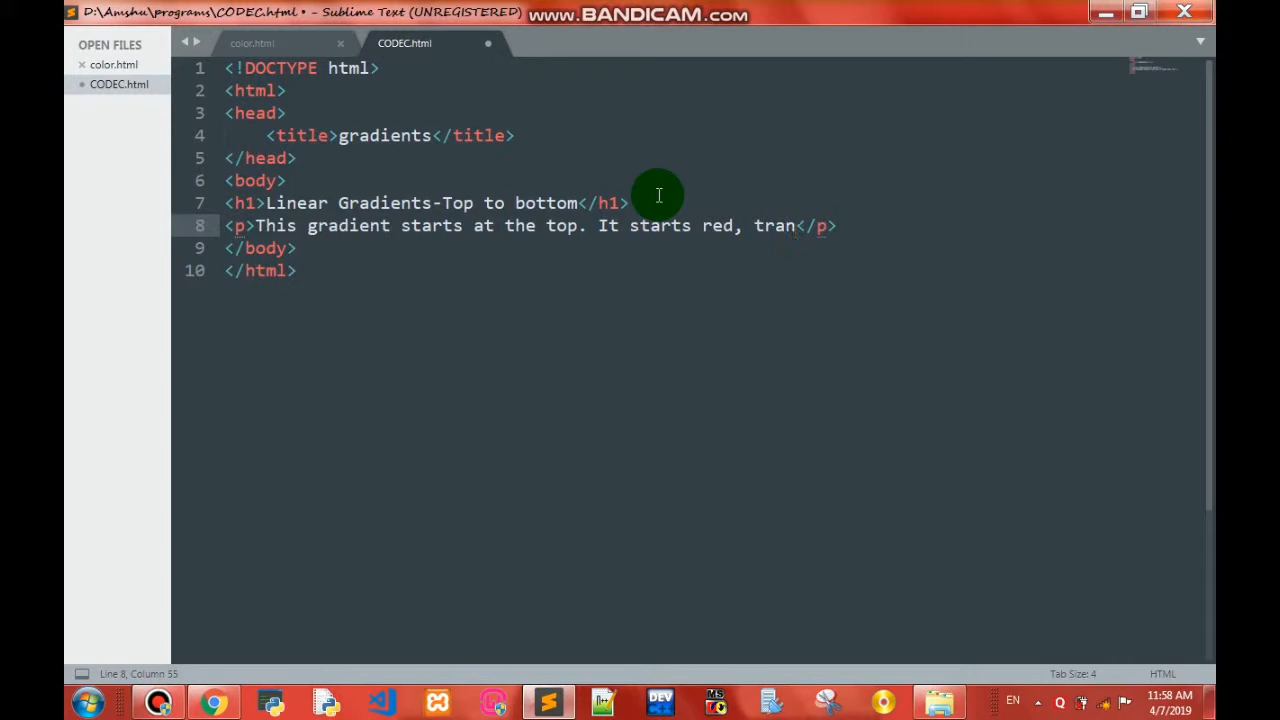 D:\Amshu\programs\CODEC.html • - Sublime Text (UNREGISTERED)
www.BANDICAM.com
OPEN FILES
color.html
CODEC.html
color.html
CODEC.html
1 <!DOCTYPE html>
2 <html>
3 <head>
4 <title>gradients</title>
5 </head>
6 <body>
7 <h1>Linear Gradients-Top to bottom</h1>
8 <p>This gradient starts at the top. It starts red, tran</p>
9 </body>
10 </html>
Line 8, Column 55
Tab Size: 4
HTML
DEV
MS
EN
11:58 AM
4/7/2019